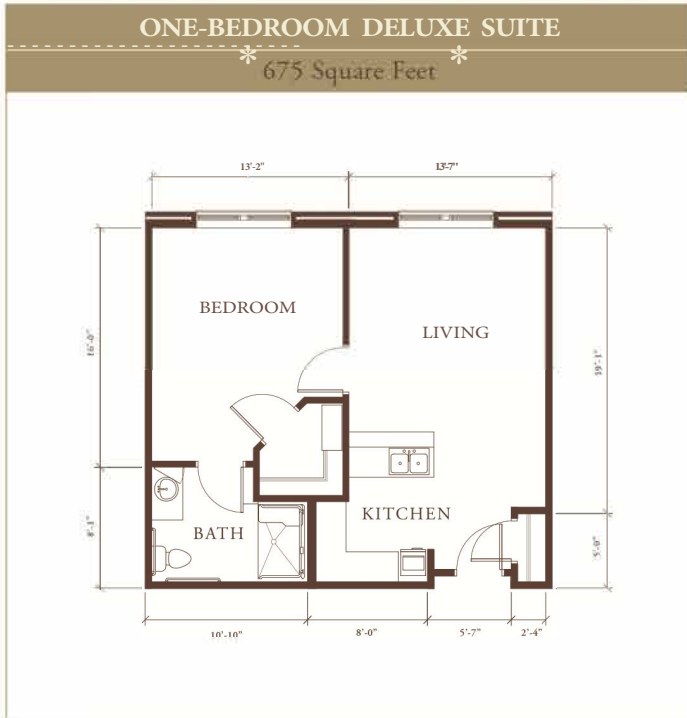 ONE-BEDROOM DELUXE SUITE
675 Square Feet
13'-2"
13'-7"
BEDROOM
LIVING
16'-0"
19'-1"
KITCHEN
BATH
8'-1"
5'-0"
10'-10"
8'-0"
5'-7"
2'-4"